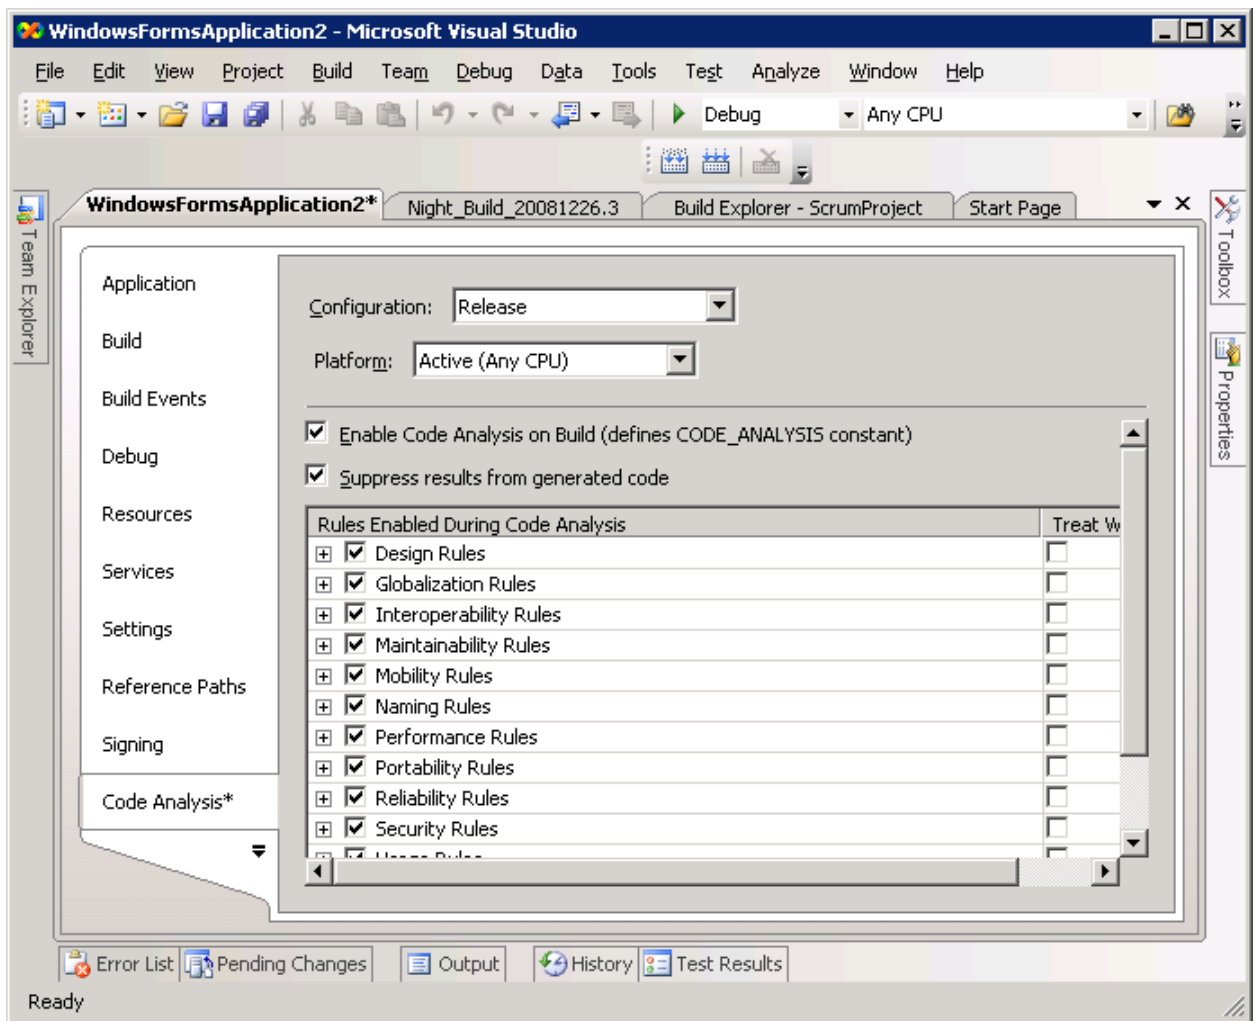 WindowsFormsApplication2 - Microsoft Visual Studio
File Edit View Project Build Team Debug Data Tools Test Analyze Window Help
Debug Any CPU
WindowsFormsApplication2* Night_Build_20081226.3 Build Explorer - ScrumProject Start Page
Team Explorer
Toolbox
Properties
Application
Build
Build Events
Debug
Resources
Services
Settings
Reference Paths
Signing
Code Analysis*
Configuration: Release
Platform: Active (Any CPU)
Enable Code Analysis on Build (defines CODE_ANALYSIS constant)
Suppress results from generated code
Rules Enabled During Code Analysis Treat W
Design Rules
Globalization Rules
Interoperability Rules
Maintainability Rules
Mobility Rules
Naming Rules
Performance Rules
Portability Rules
Reliability Rules
Security Rules
Error List Pending Changes Output History Test Results
Ready